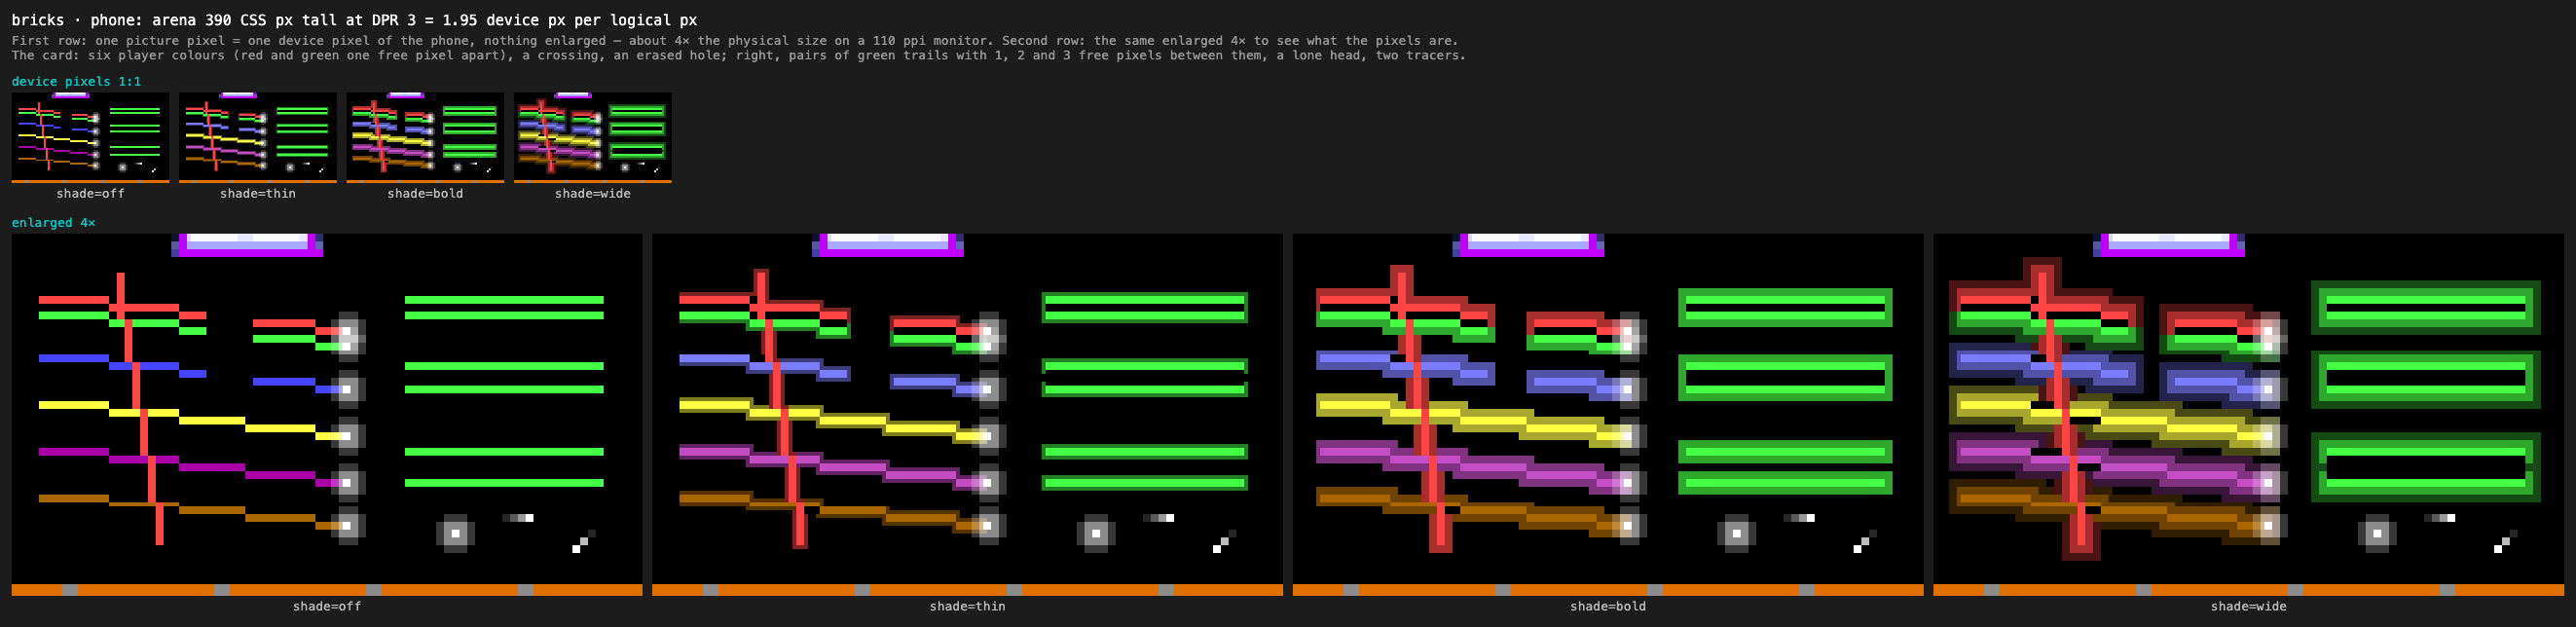 bricks · phone: arena 390 CSS px tall at DPR 3 = 1.95 device px per logical px
First row: one picture pixel = one device pixel of the phone, nothing enlarged — about 4× the physical size on a 110 ppi monitor. Second row: the same enlarged 4× to see what the pixels are.
The card: six player colours (red and green one free pixel apart), a crossing, an erased hole; right, pairs of green trails with 1, 2 and 3 free pixels between them, a lone head, two tracers.
device pixels 1:1
shade=off shade=thin shade=bold shade=wide
enlarged 4×
shade=off shade=thin shade=bold shade=wide